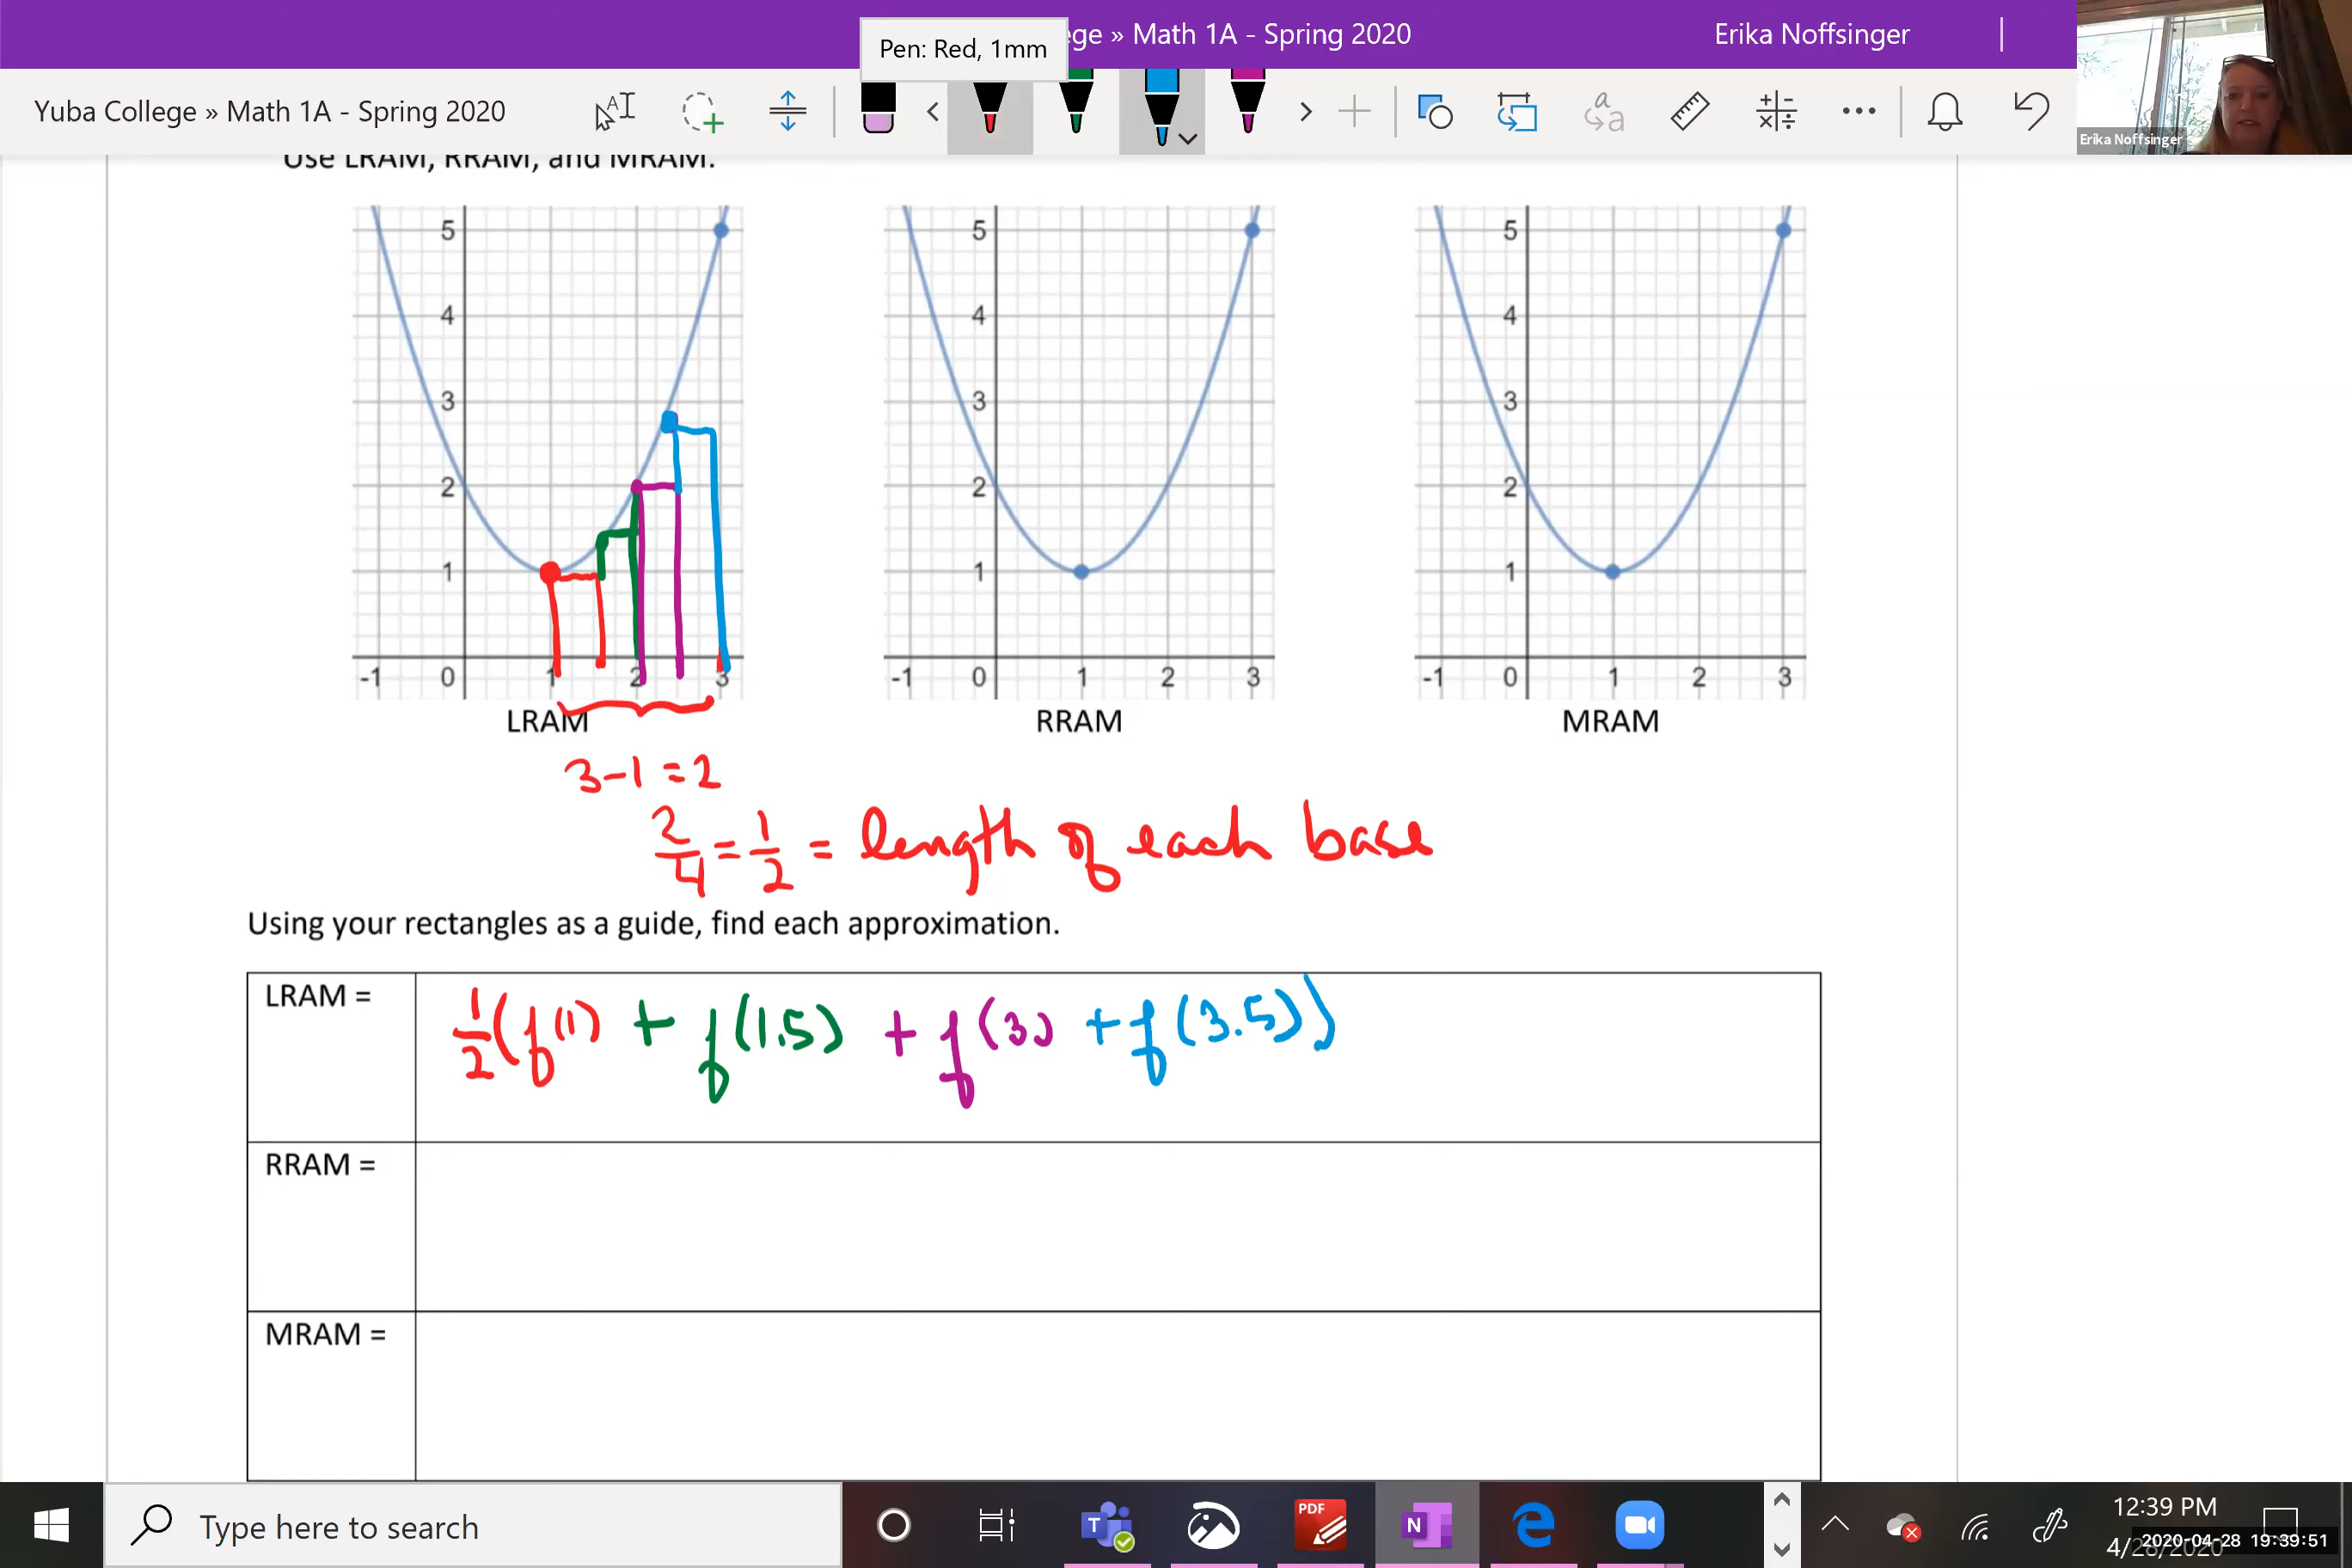 Pen: Red, 1mm
ege » Math 1A - Spring 2020
Erika Noffsinger
Yuba College » Math 1A - Spring 2020
Erika Noffsinger
Use LRAM, RRAM, and MRAM.
5
4
3
2
1
-1 0 1 2 3
LRAM
5
4
3
2
1
-1 0 1 2 3
RRAM
5
4
3
2
1
-1 0 1 2 3
MRAM
3-1=2
2/4 = 1/2 = length of each base
Using your rectangles as a guide, find each approximation.
LRAM = 1/2(f(1) + f(1.5) + f(3) + f(3.5))
RRAM =
MRAM =
Type here to search
T
PDF
N
12:39 PM
4/28/2020
2020-04-28 19:39:51